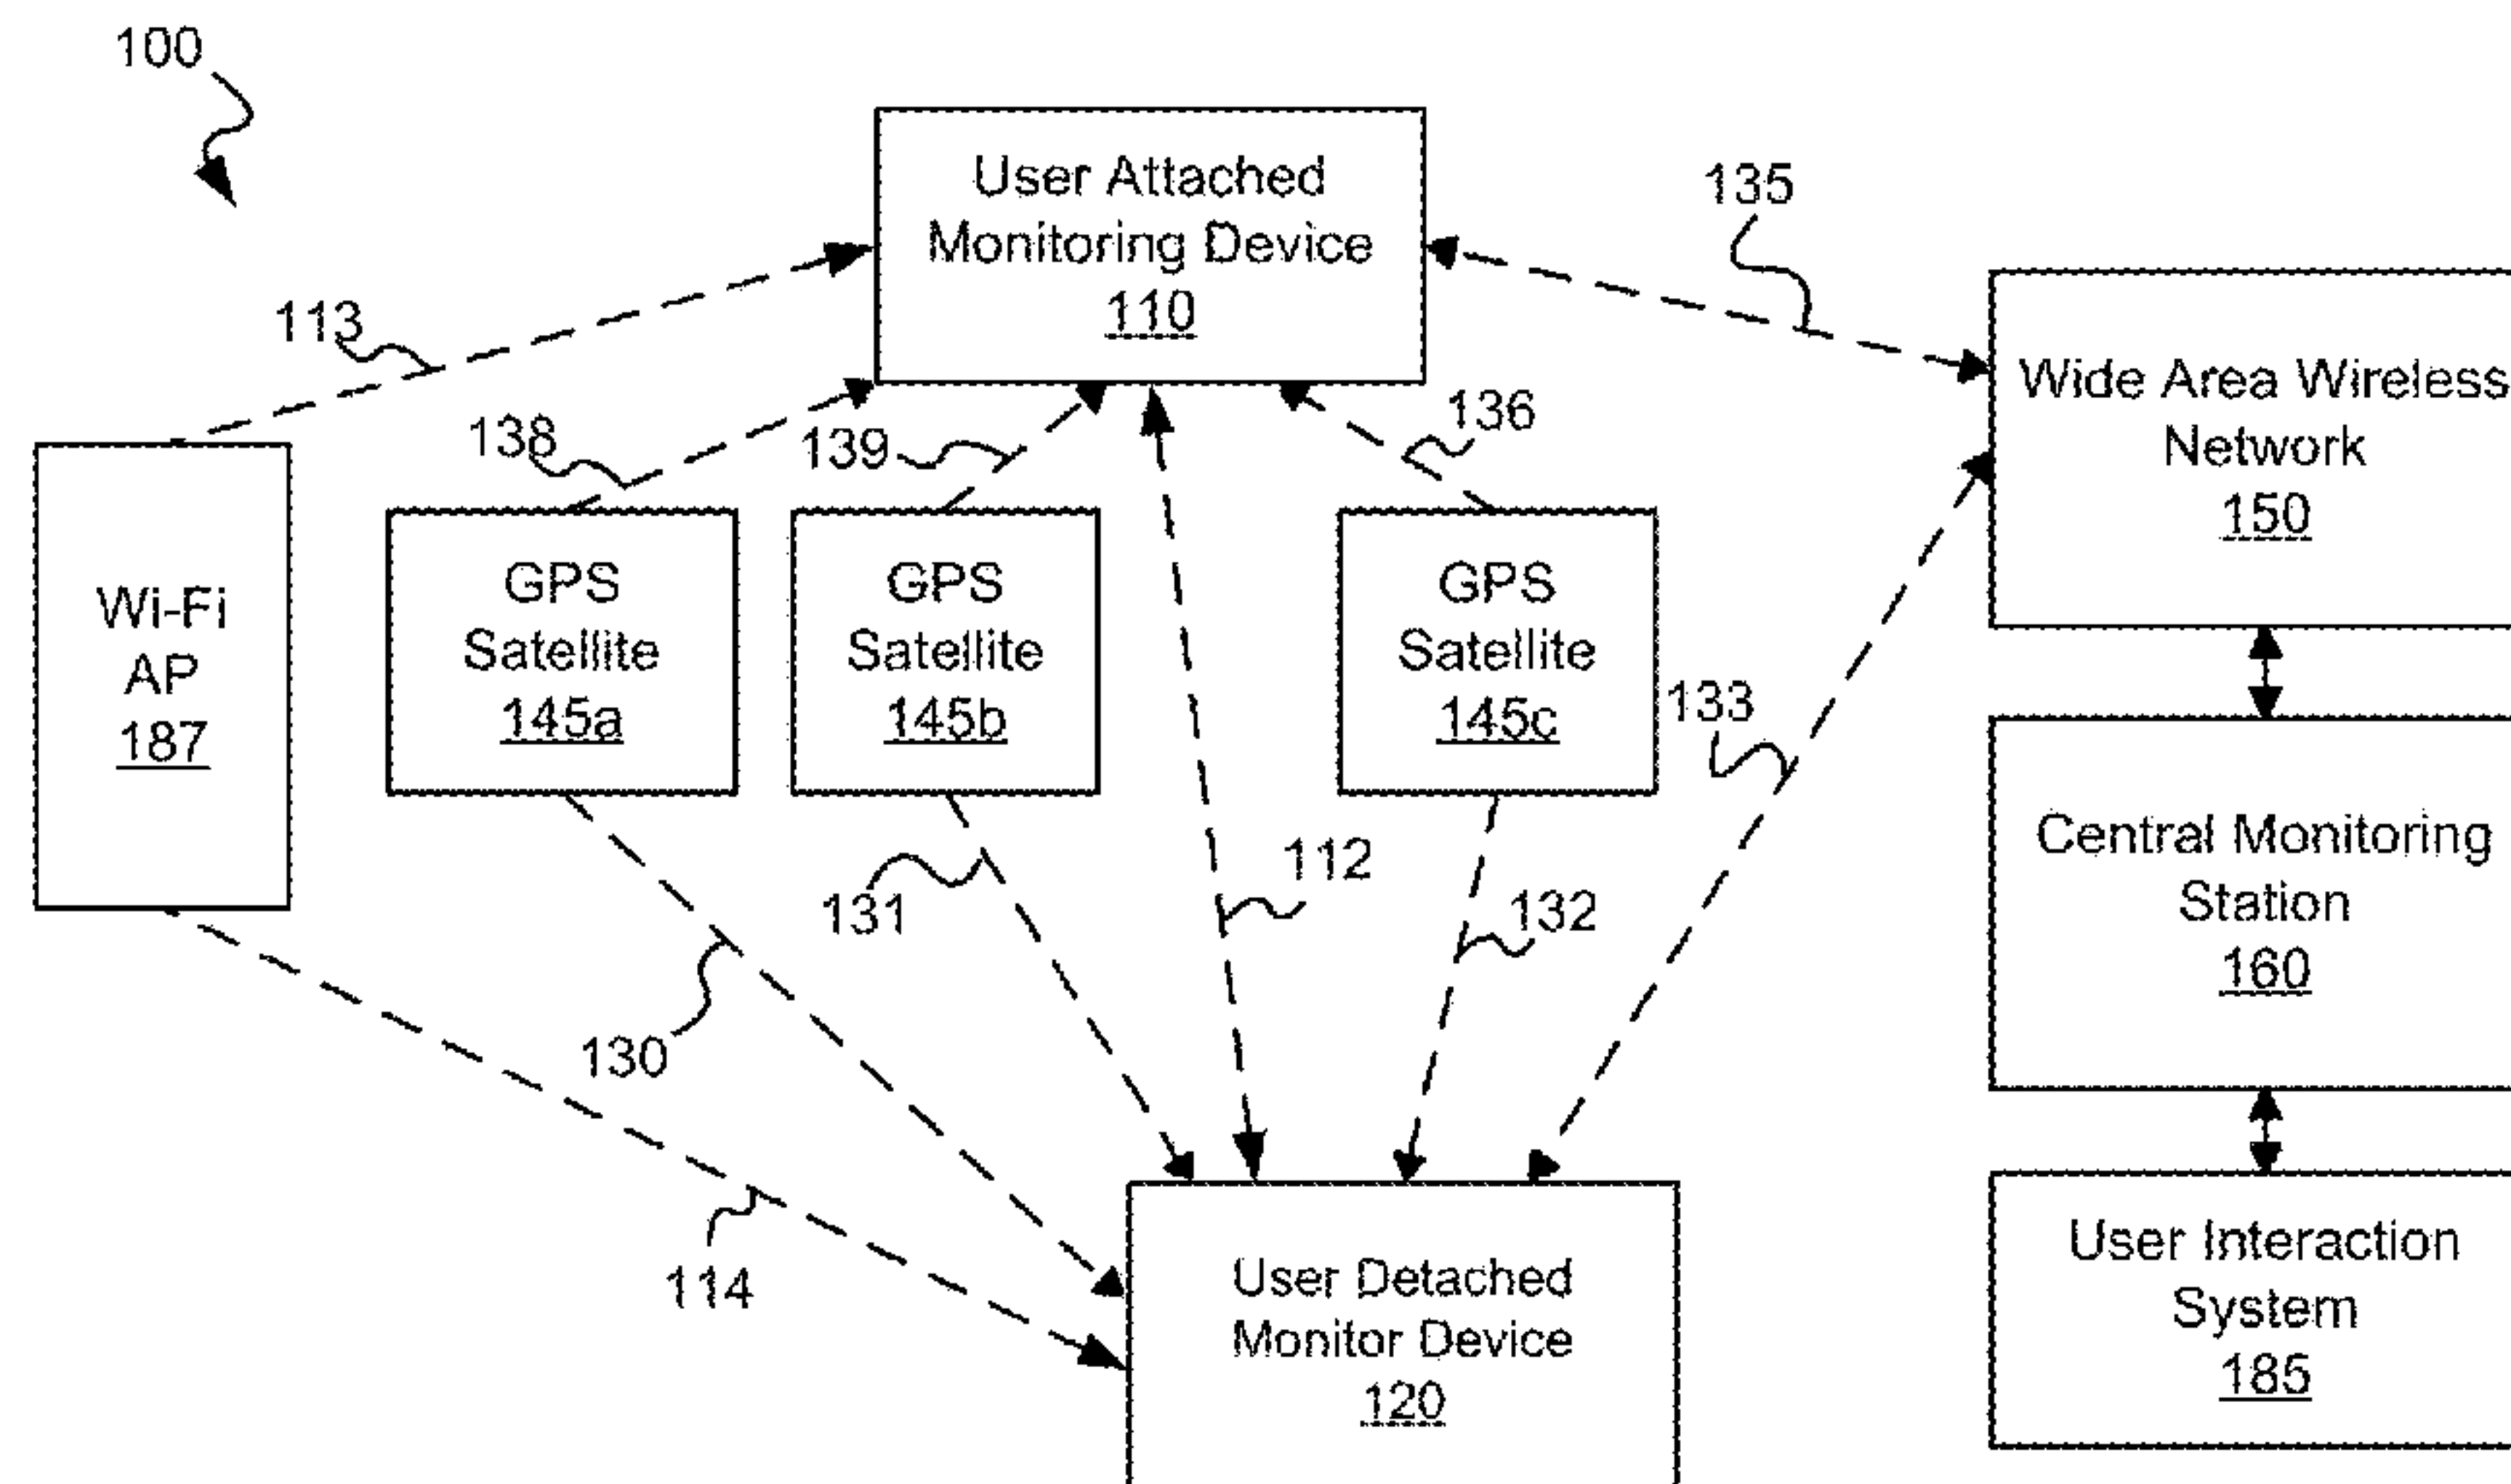 100
User Attached
Monitoring Device
110
135
113
138
139
136
Wide Area Wireless
Network
150
Wi-Fi
AP
187
GPS
Satellite
145a
GPS
Satellite
145b
GPS
Satellite
145c
133
112
131
132
130
114
Central Monitoring
Station
160
User Detached
Monitor Device
120
User Interaction
System
185